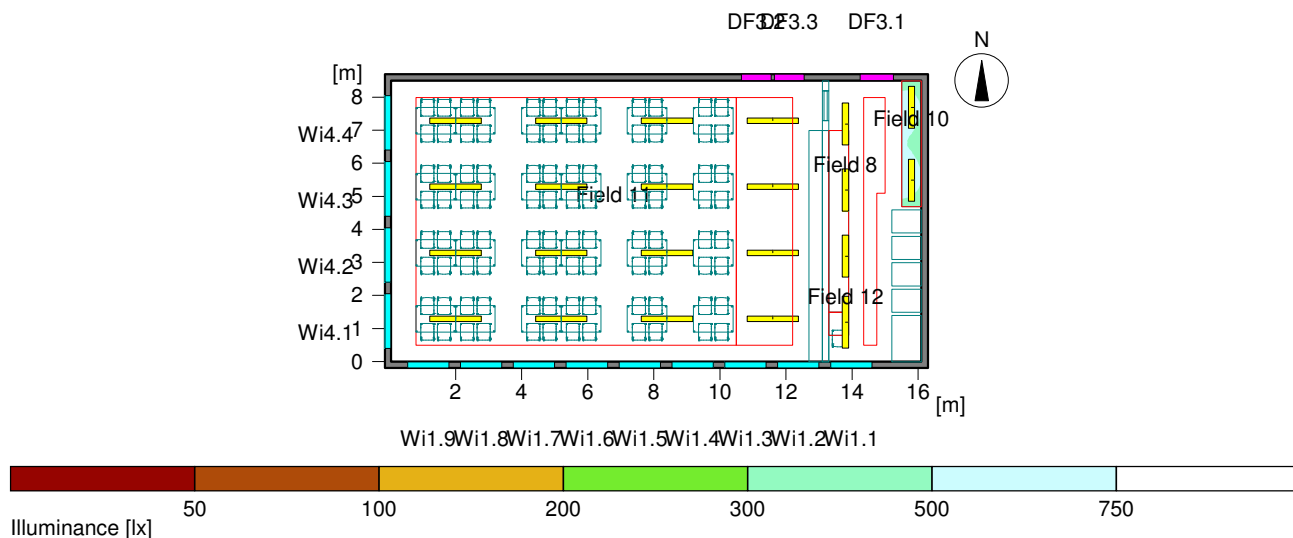 DF3.2 DF3.3 DF3.1
N
[m]
8
Field 10
Wi4.4 7
Field 8
6
Wi4.3 5 Field 11
4
Wi4.2 3
2 Field 12
Wi4.1 1
0
2 4 6 8 10 12 14 16
[m]
Wi1.9 Wi1.8 Wi1.7 Wi1.6 Wi1.5 Wi1.4 Wi1.3 Wi1.2 Wi1.1
50 100 200 300 500 750
Illuminance [lx]